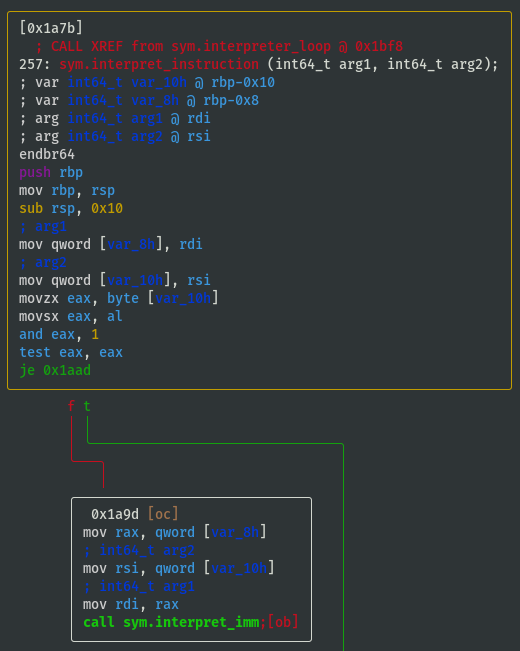 [0x1a7b]
; CALL XREF from sym.interpreter_loop @ 0x1bf8
257: sym.interpret_instruction (int64_t arg1, int64_t arg2);
; var int64_t var_10h @ rbp-0x10
; var int64_t var_8h @ rbp-0x8
; arg int64_t arg1 @ rdi
; arg int64_t arg2 @ rsi
endbr64
push rbp
mov rbp, rsp
sub rsp, 0x10
; arg1
mov qword [var_8h], rdi
; arg2
mov qword [var_10h], rsi
movzx eax, byte [var_10h]
movsx eax, al
and eax, 1
test eax, eax
je 0x1aad
f t
0x1a9d [oc]
mov rax, qword [var_8h]
; int64_t arg2
mov rsi, qword [var_10h]
; int64_t arg1
mov rdi, rax
call sym.interpret_imm;[ob]